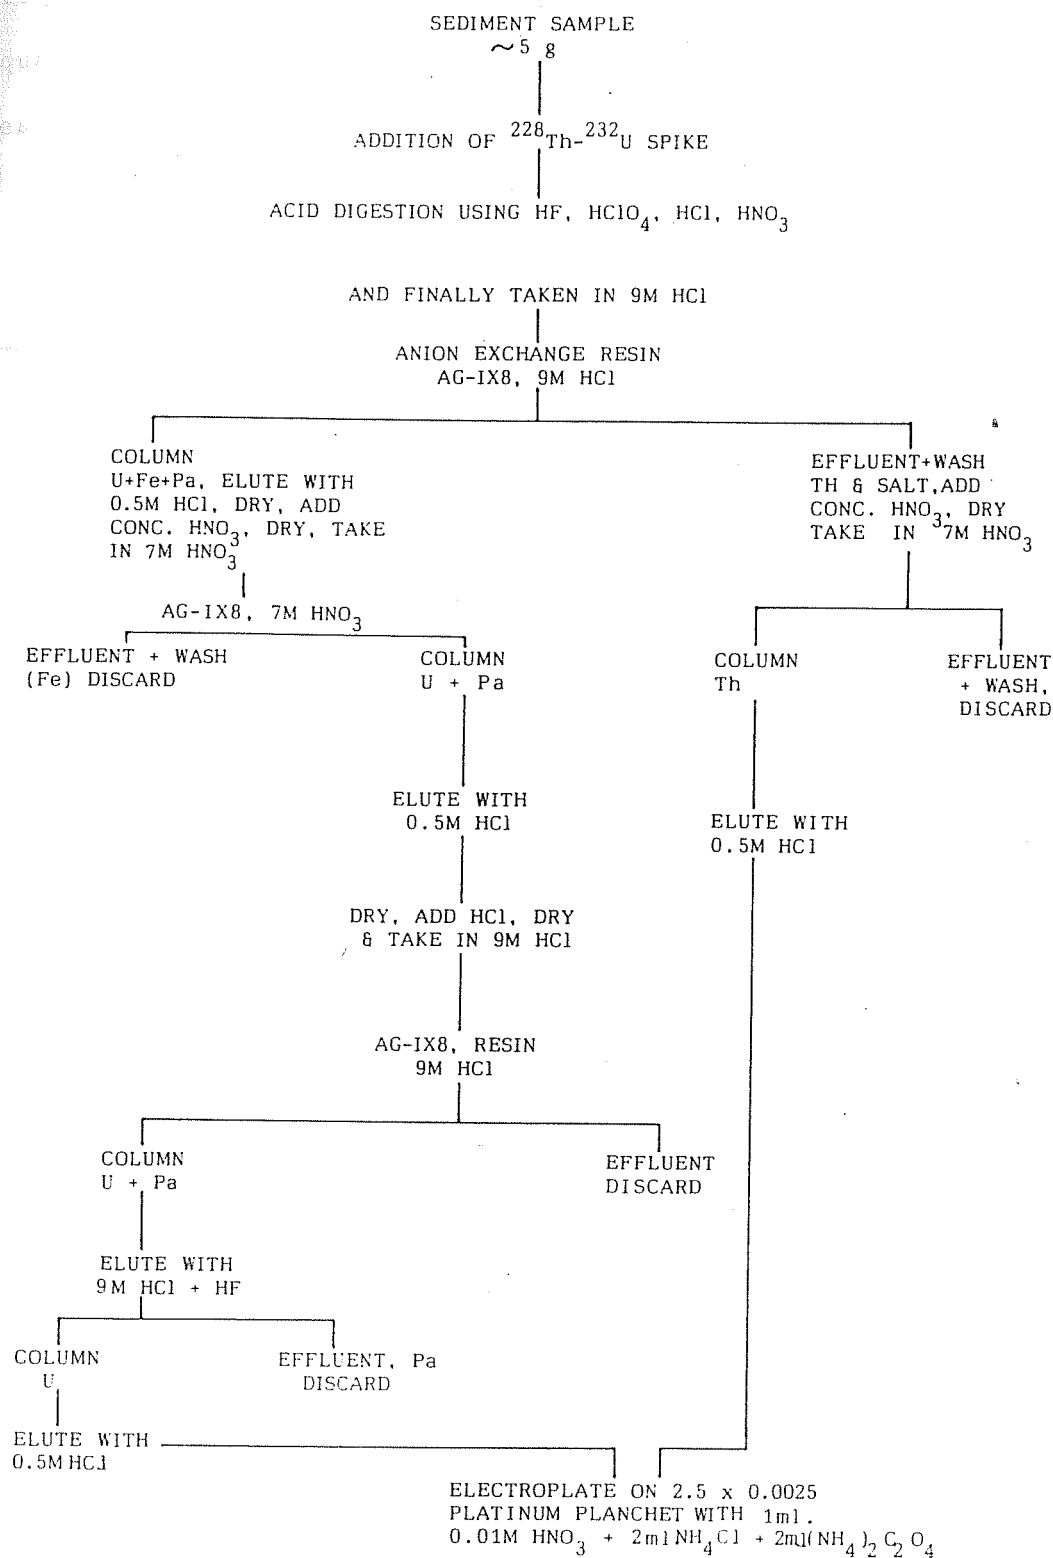 SEDIMENT SAMPLE
~5 g
ADDITION OF ²²⁸Th-²³²U SPIKE
ACID DIGESTION USING HF, HClO₄, HCl, HNO₃
AND FINALLY TAKEN IN 9M HCl
ANION EXCHANGE RESIN
AG-IX8, 9M HCl
COLUMN
U+Fe+Pa, ELUTE WITH
0.5M HCl, DRY, ADD
CONC. HNO₃, DRY, TAKE
IN 7M HNO₃
EFFLUENT+WASH
TH & SALT,ADD
CONC. HNO₃, DRY
TAKE IN 7M HNO₃
AG-IX8, 7M HNO₃
EFFLUENT + WASH
(Fe) DISCARD
COLUMN
U + Pa
COLUMN
Th
EFFLUENT
+ WASH,
DISCARD
ELUTE WITH
0.5M HCl
ELUTE WITH
0.5M HCl
DRY, ADD HCl, DRY
& TAKE IN 9M HCl
AG-IX8, RESIN
9M HCl
COLUMN
U + Pa
EFFLUENT
DISCARD
ELUTE WITH
9M HCl + HF
COLUMN
U
EFFLUENT, Pa
DISCARD
ELUTE WITH
0.5M HCl
ELECTROPLATE ON 2.5 x 0.0025
PLATINUM PLANCHET WITH 1ml.
0.01M HNO₃ + 2ml NH₄Cl + 2ml(NH₄)₂C₂O₄